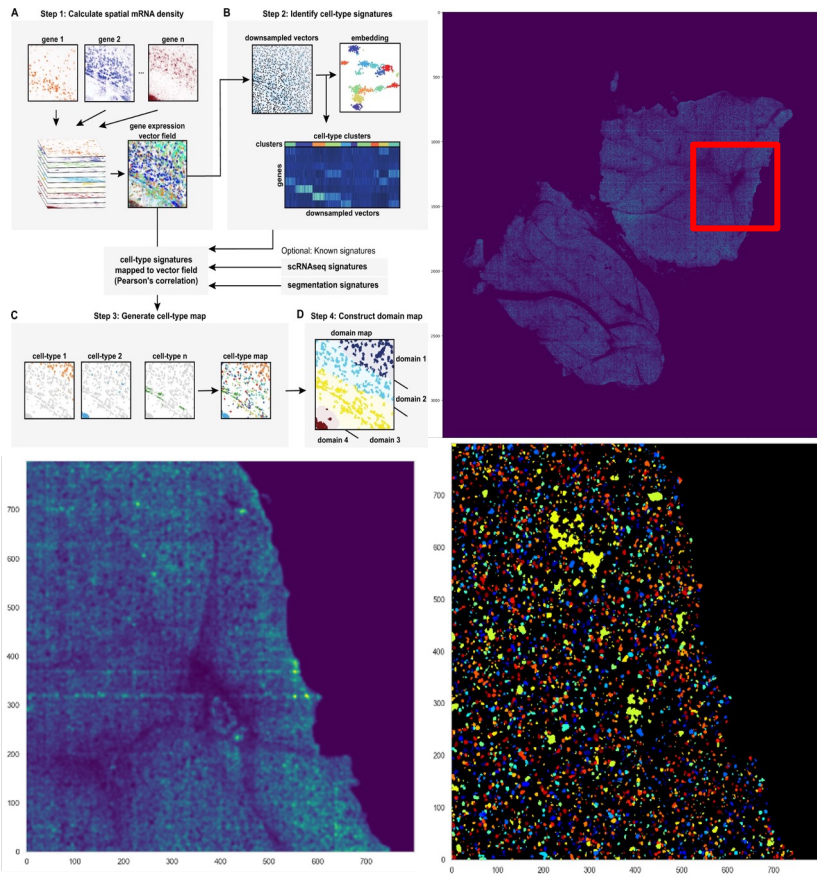 A
Step 1: Calculate spatial mRNA density
gene 1
gene 2
...
gene n
gene expression
vector field
B
Step 2: Identify cell-type signatures
downsampled vectors
embedding
cell-type clusters
clusters
genes
downsampled vectors
cell-type signatures
mapped to vector field
(Pearson's correlation)
Optional: Known signatures
scRNAseq signatures
segmentation signatures
C
Step 3: Generate cell-type map
cell-type 1
cell-type 2
cell-type n
cell-type map
D
Step 4: Construct domain map
domain map
domain 1
domain 2
domain 4
domain 3
0
500
1000
1500
2000
2500
3000
700
600
500
400
300
200
100
0
0
100
200
300
400
500
600
700
700
600
500
400
300
200
100
0
0
100
200
300
400
500
600
700